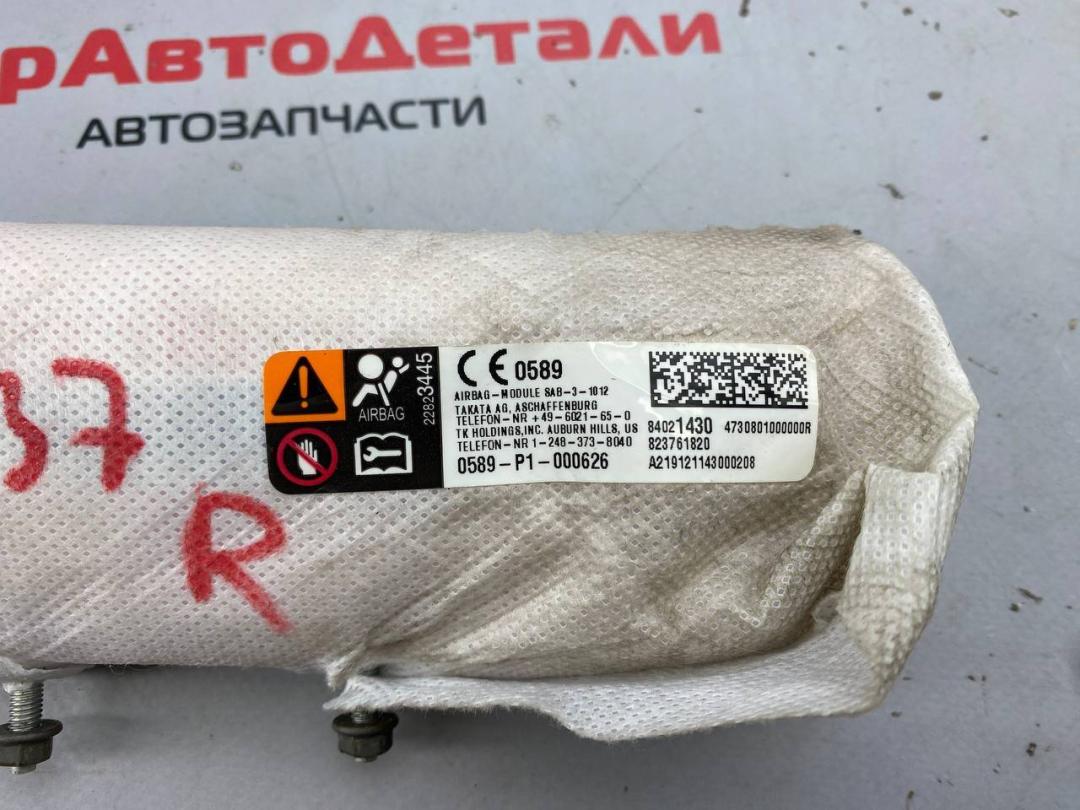 рАвтоДетали
АВТОЗАПЧАСТИ
37
R
AIRBAG
22823445
CE 0589
AIRBAG-MODULE SAB-3-1012
TAKATA AG, ASCHAFFENBURG
TELEFON-NR +49-6021-65-0
TK HOLDINGS,INC. AUBURN HILLS, US
TELEFON-NR 1-248-373-8040
0589-P1-000626
84021430 4730801000000R
823761820
A219121143000208